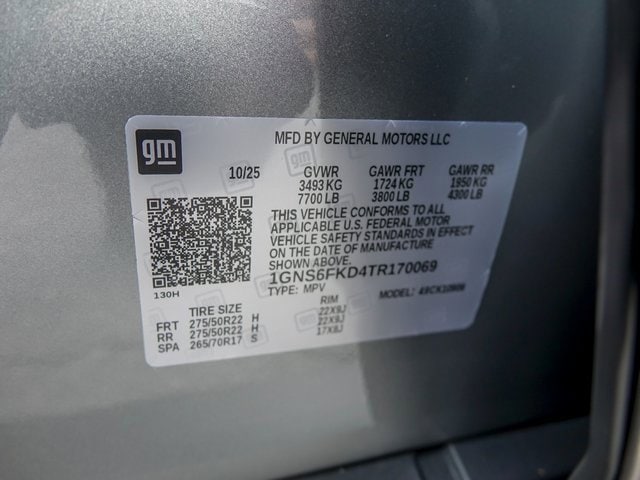 gm
MFD BY GENERAL MOTORS LLC
10/25 GVWR GAWR FRT GAWR RR
3493 KG 1724 KG 1950 KG
7700 LB 3800 LB 4300 LB
THIS VEHICLE CONFORMS TO ALL
APPLICABLE U.S. FEDERAL MOTOR
VEHICLE SAFETY STANDARDS IN EFFECT
ON THE DATE OF MANUFACTURE
SHOWN ABOVE.
1GNS6FKD4TR170069
130H
TYPE: MPV MODEL:
TIRE SIZE RIM
FRT 275/50R22 H 22X9J
RR 275/50R22 H 22X9J
SPA 265/70R17 S 17X8J